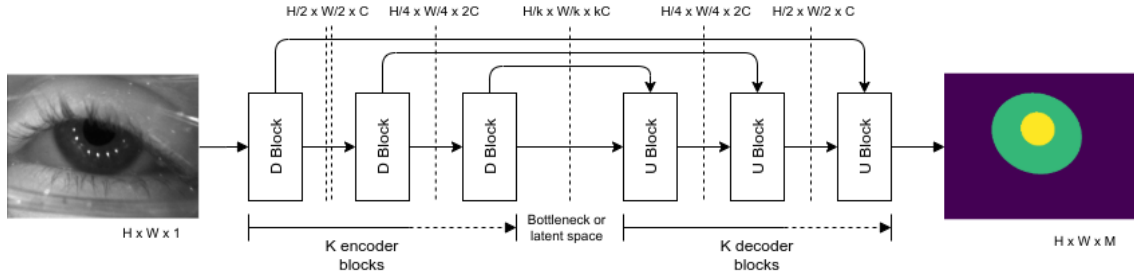 H/2 x W/2 x C
H/4 x W/4 x 2C
H/k x W/k x kC
H/4 x W/4 x 2C
H/2 x W/2 x C
D Block
D Block
D Block
U Block
U Block
U Block
H x W x 1
K encoder
blocks
Bottleneck or
latent space
K decoder
blocks
H x W x M